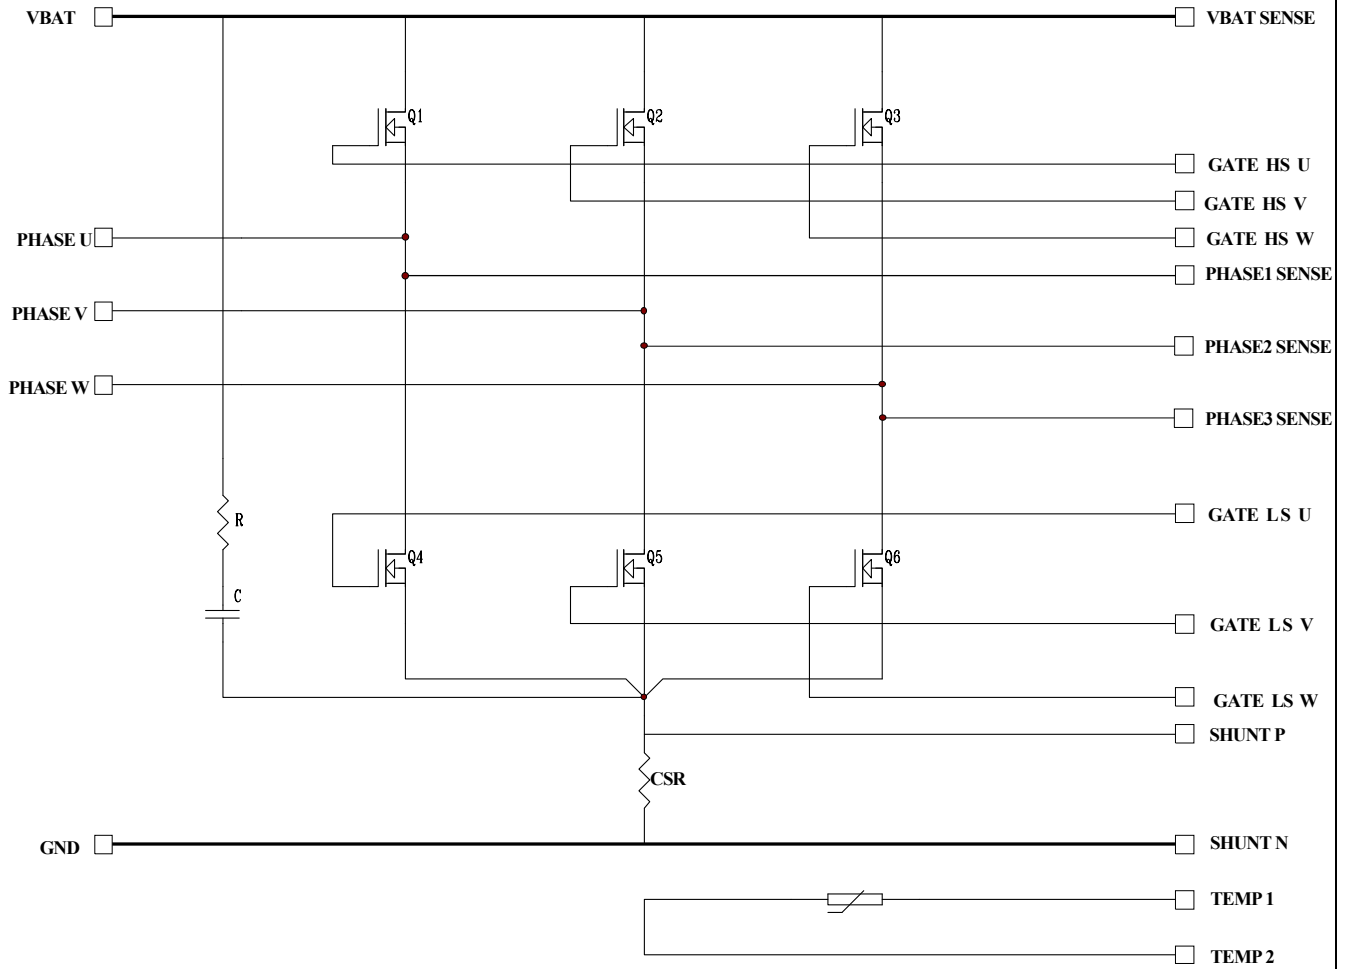 VBAT
VBAT SENSE
Q1
Q2
Q3
GATE HS U
GATE HS V
PHASE U
GATE HS W
PHASE1 SENSE
PHASE V
PHASE2 SENSE
PHASE W
PHASE3 SENSE
R
GATE LS U
Q4
Q5
Q6
C
GATE LS V
GATE LS W
SHUNT P
CSR
GND
SHUNT N
TEMP 1
TEMP 2